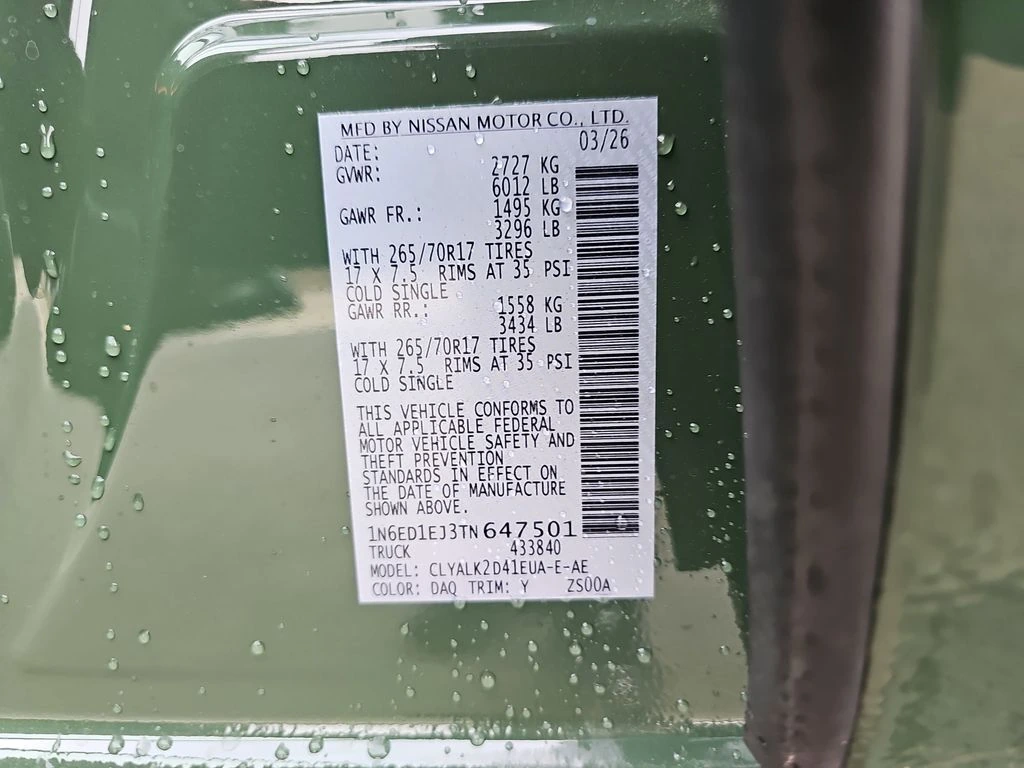 MFD BY NISSAN MOTOR CO., LTD.
DATE: 03/26
GVWR: 2727 KG
6012 LB
GAWR FR.: 1495 KG
3296 LB
WITH 265/70R17 TIRES
17 X 7.5 RIMS AT 35 PSI
COLD SINGLE
GAWR RR.: 1558 KG
3434 LB
WITH 265/70R17 TIRES
17 X 7.5 RIMS AT 35 PSI
COLD SINGLE
THIS VEHICLE CONFORMS TO
ALL APPLICABLE FEDERAL
MOTOR VEHICLE SAFETY AND
THEFT PREVENTION
STANDARDS IN EFFECT ON
THE DATE OF MANUFACTURE
SHOWN ABOVE.
1N6ED1EJ3TN647501
TRUCK 433840
MODEL: CLYALK2D41EUA-E-AE
COLOR: DAQ TRIM: Y ZS00A